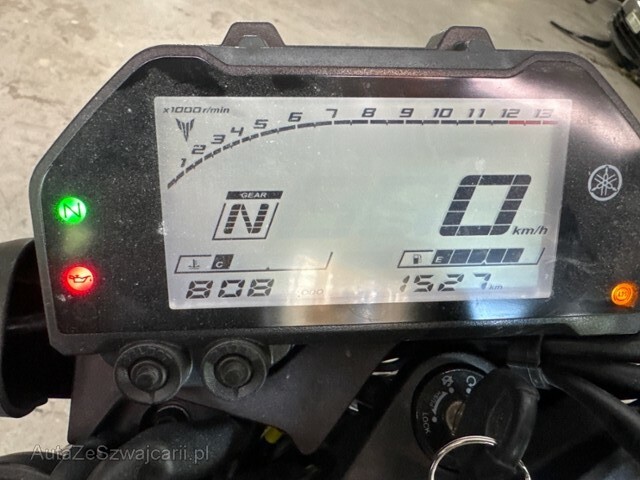 x1000 r/min
1 2 3 4 5 6 7 8 9 10 11 12 13
GEAR
N
N
0 km/h
C
E
808
1527 km
LOCK
AutaZeSzwajcarii.pl